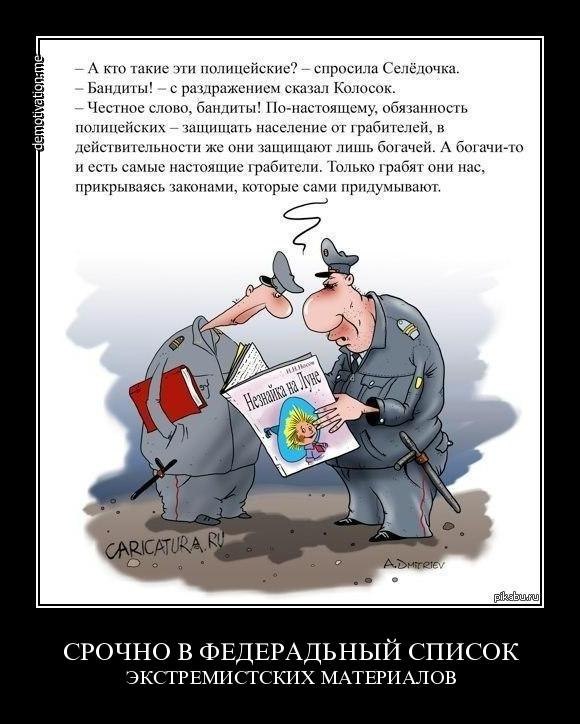 demotivation.me
– А кто такие эти полицейские? – спросила Селёдочка.
– Бандиты! – с раздражением сказал Колосок.
– Честное слово, бандиты! По-настоящему, обязанность
полицейских – защищать население от грабителей, в
действительности же они защищают лишь богачей. А богачи-то
и есть самые настоящие грабители. Только грабят они нас,
прикрываясь законами, которые сами придумывают.
Н.Н.Носов
Незнайка на Луне
CARICATURA.RU
A.DMITRIEV
pikabu.ru
СРОЧНО В ФЕДЕРАДЬНЫЙ СПИСОК
ЭКСТРЕМИСТСКИХ МАТЕРИАЛОВ